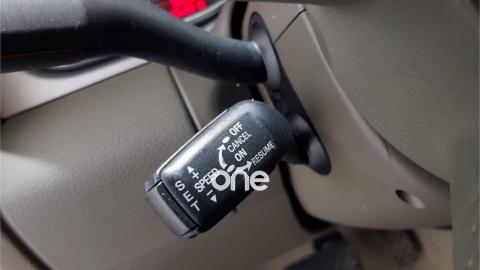 OFF
CANCEL
ON
RESUME
+
SPEED
−
SET
one